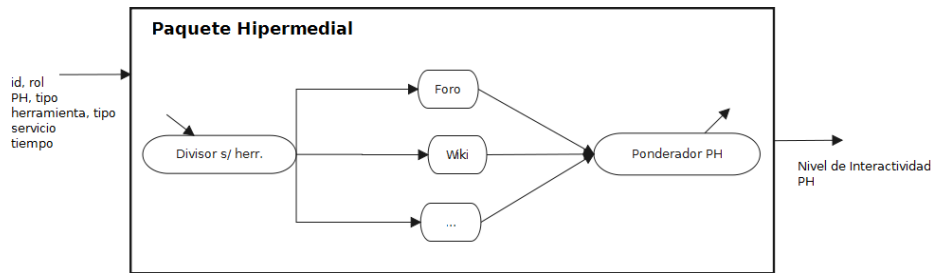 Paquete Hipermedial
id, rol
PH, tipo
herramienta, tipo
servicio
tiempo
Foro
Divisor s/ herr.
Wiki
Ponderador PH
...
Nivel de Interactividad
PH